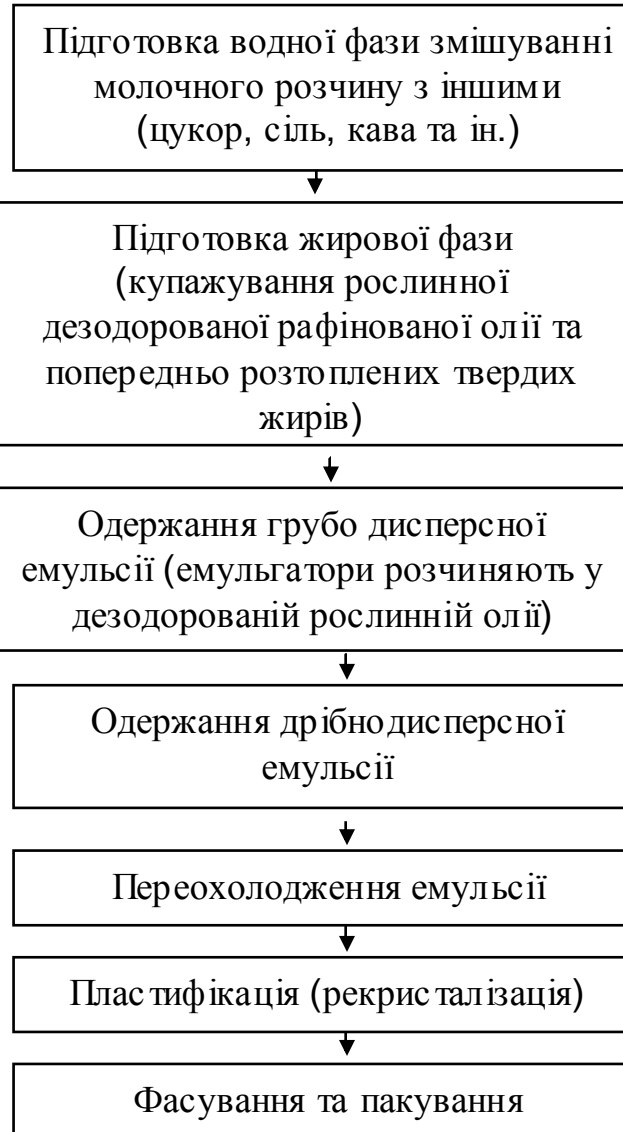 Підготовка водної фази змішуванні
молочного розчину з іншими
(цукор, сіль, кава та ін.)
Підготовка жирової фази
(купажування рослинної
дезодорованої рафінованої олії та
попередньо розтоплених твердих
жирів)
Одержання грубо дисперсної
емульсії (емульгатори розчиняють у
дезодорованій рослинній олії)
Одержання дрібнодисперсної
емульсії
Переохолодження емульсії
Пластифікація (рекристалізація)
Фасування та пакування